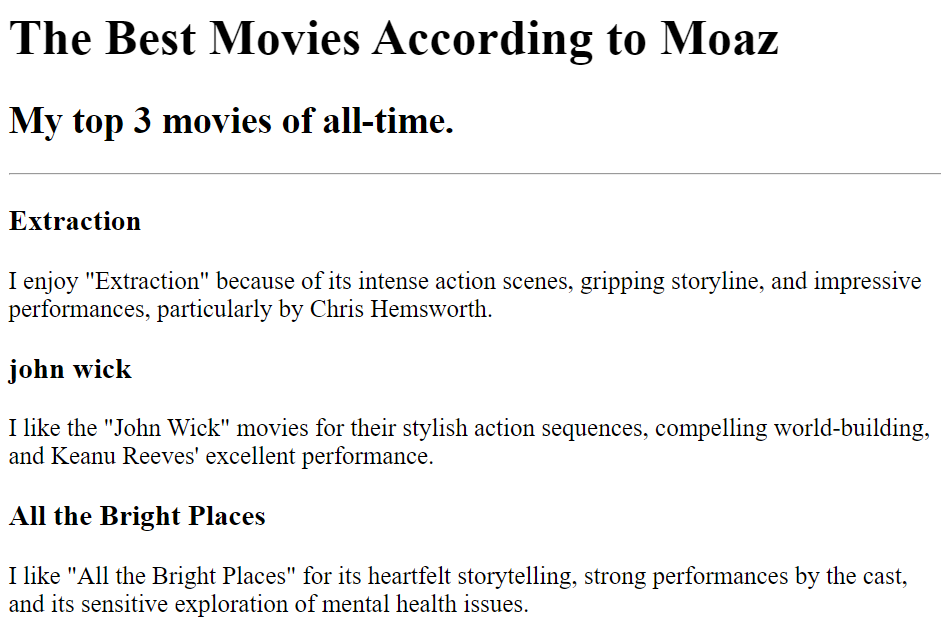 The Best Movies According to Moaz
My top 3 movies of all-time.
Extraction
I enjoy "Extraction" because of its intense action scenes, gripping storyline, and impressive
performances, particularly by Chris Hemsworth.
john wick
I like the "John Wick" movies for their stylish action sequences, compelling world-building,
and Keanu Reeves' excellent performance.
All the Bright Places
I like "All the Bright Places" for its heartfelt storytelling, strong performances by the cast,
and its sensitive exploration of mental health issues.